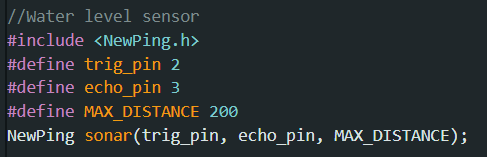 //Water level sensor
#include <NewPing.h>
#define trig_pin 2
#define echo_pin 3
#define MAX_DISTANCE 200
NewPing sonar(trig_pin, echo_pin, MAX_DISTANCE);